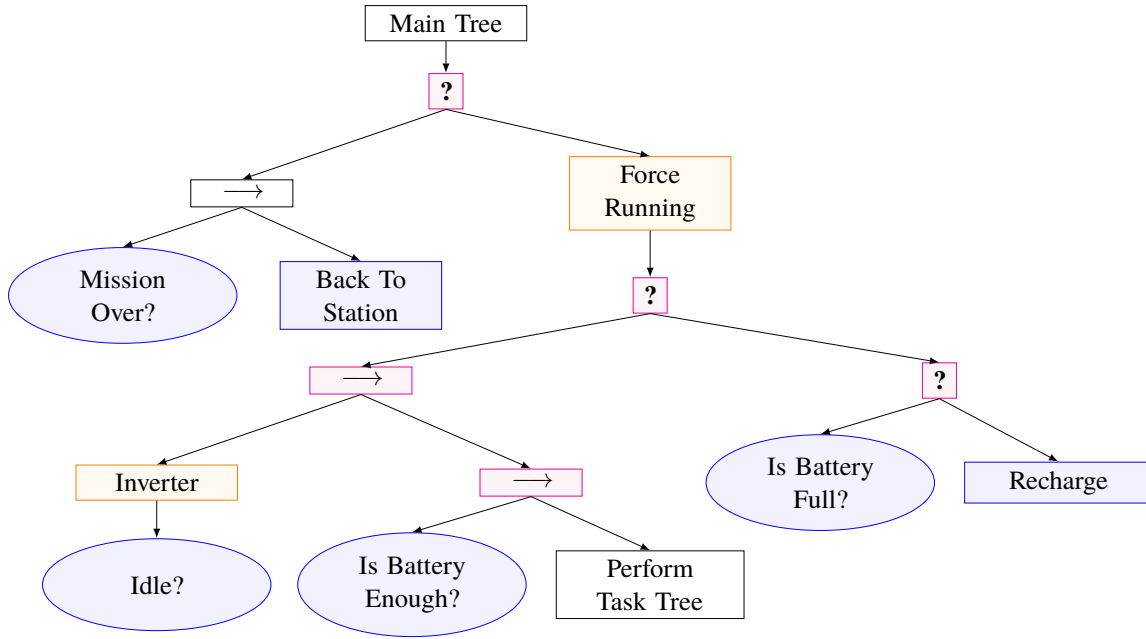 Main Tree
?
⟶
Force
Running
Mission
Over?
Back To
Station
?
⟶
?
Inverter
⟶
Is Battery
Full?
Recharge
Idle?
Is Battery
Enough?
Perform
Task Tree